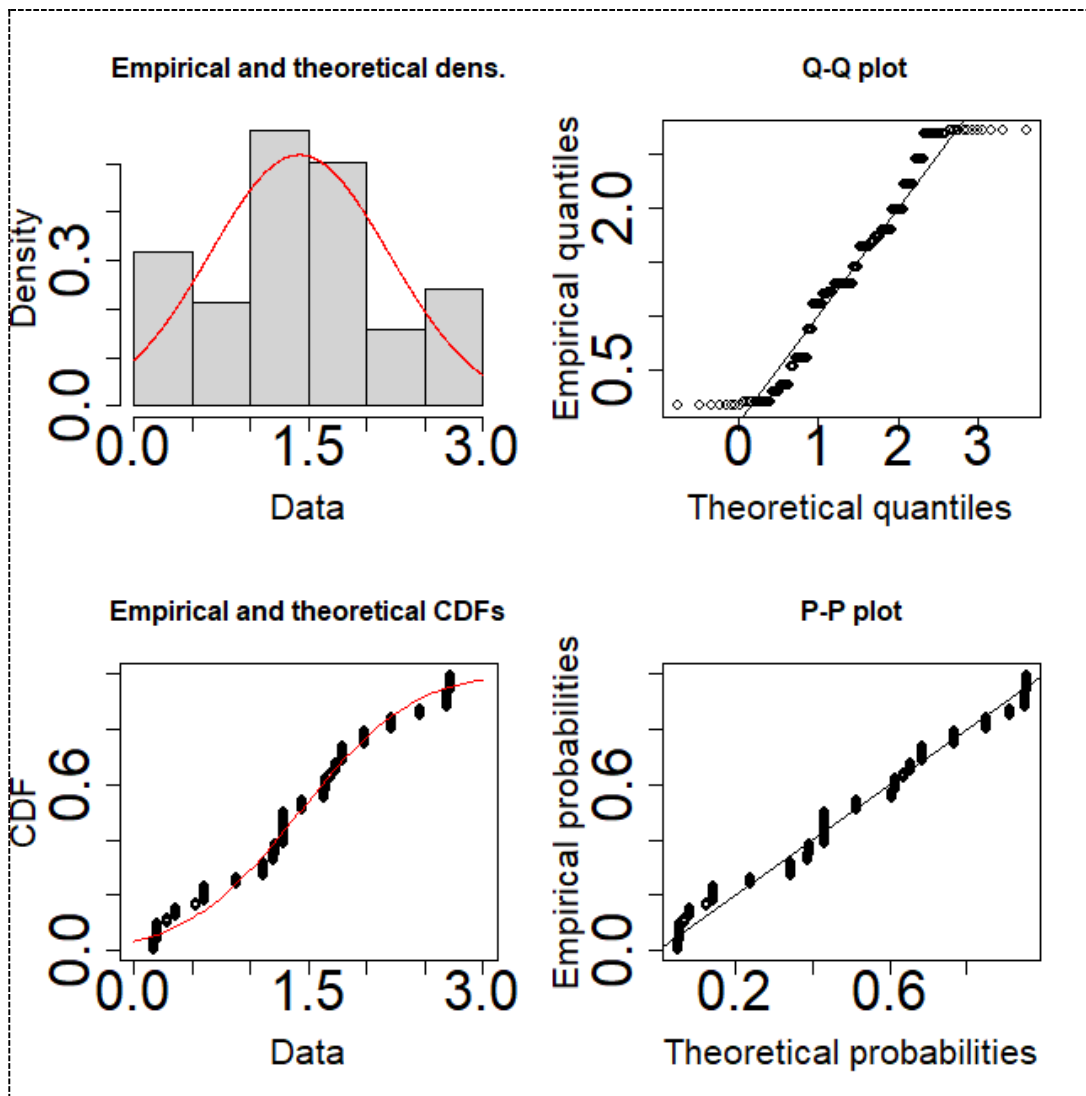 Empirical and theoretical dens.
Density
0.0
0.3
0.0 1.5 3.0
Data
Q-Q plot
Empirical quantiles
0.5
2.0
0 1 2 3
Theoretical quantiles
Empirical and theoretical CDFs
CDF
0.0
0.6
0.0 1.5 3.0
Data
P-P plot
Empirical probabilities
0.0
0.6
0.2 0.6
Theoretical probabilities